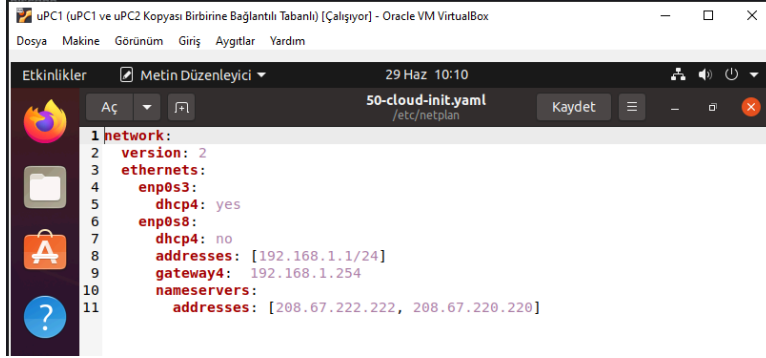 uPC1 (uPC1 ve uPC2 Kopyası Birbirine Bağlantılı Tabanlı) [Çalışıyor] - Oracle VM VirtualBox
Dosya Makine Görünüm Giriş Aygıtlar Yardım
Etkinlikler Metin Düzenleyici 29 Haz 10:10
Aç 50-cloud-init.yaml Kaydet
/etc/netplan
1 network:
2   version: 2
3   ethernets:
4     enp0s3:
5       dhcp4: yes
6     enp0s8:
7       dhcp4: no
8       addresses: [192.168.1.1/24]
9       gateway4:  192.168.1.254
10       nameservers:
11         addresses: [208.67.222.222, 208.67.220.220]